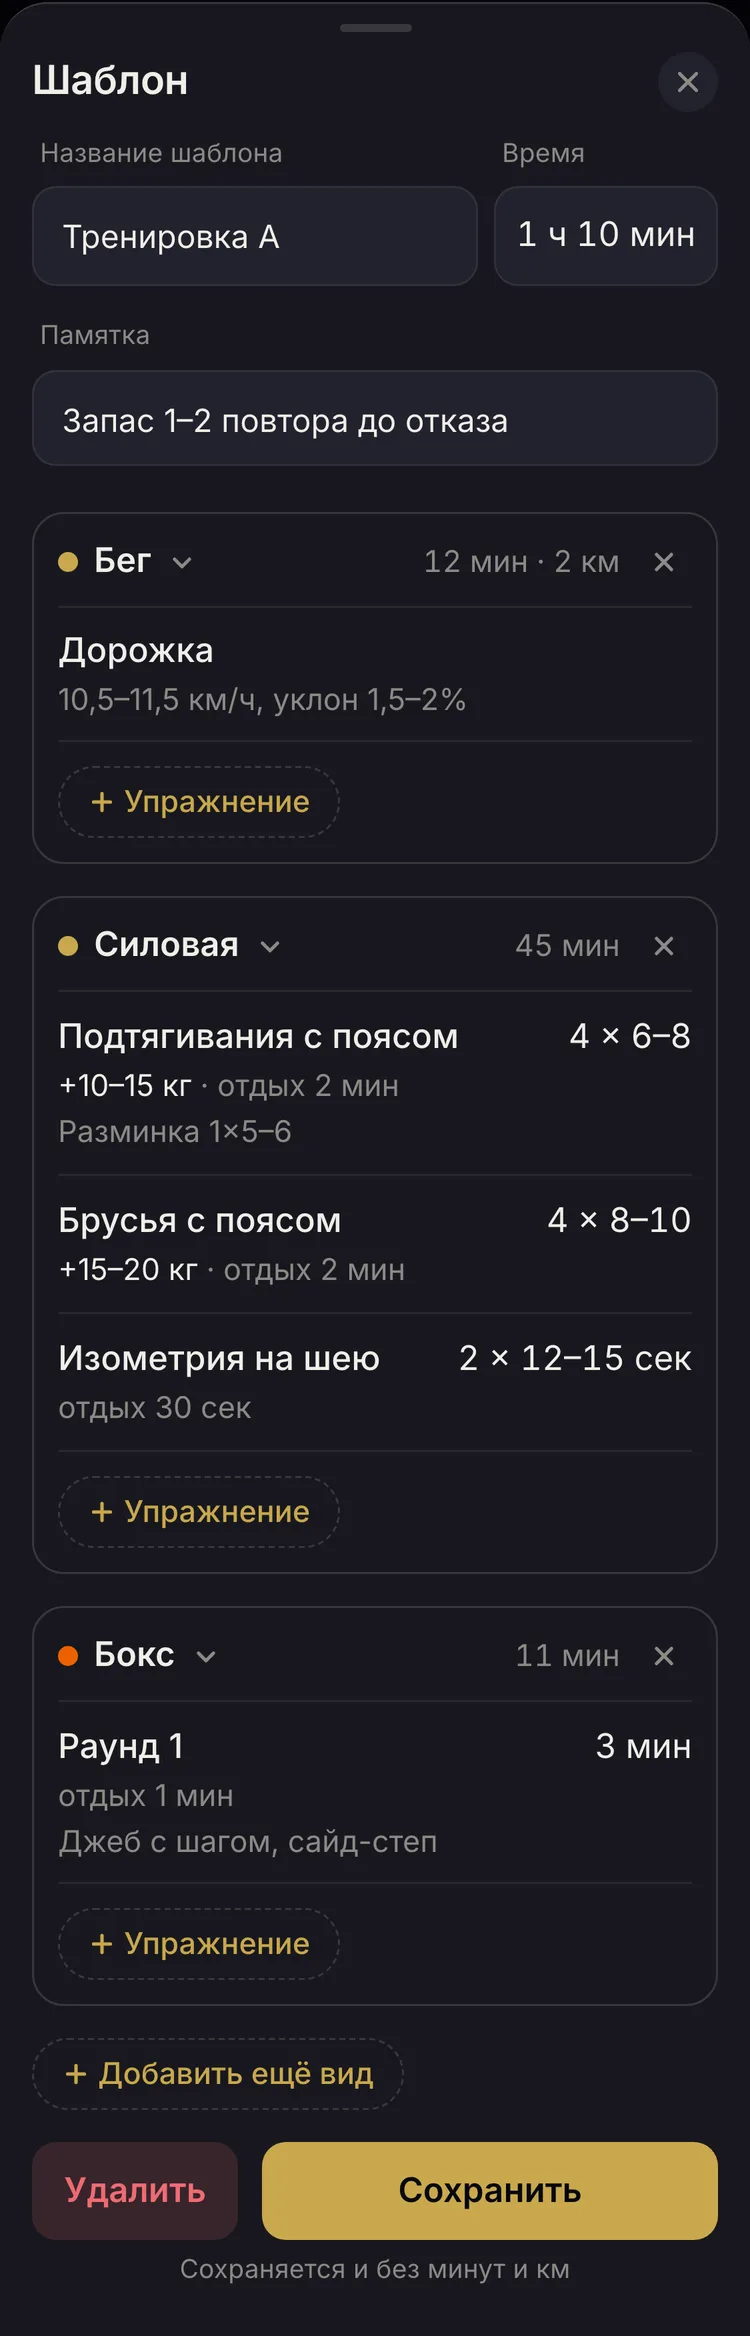 Шаблон
Название шаблона
Время
Тренировка А
1 ч 10 мин
Памятка
Запас 1–2 повтора до отказа
Бег
12 мин · 2 км
Дорожка
10,5–11,5 км/ч, уклон 1,5–2%
+ Упражнение
Силовая
45 мин
Подтягивания с поясом
4 × 6–8
+10–15 кг · отдых 2 мин
Разминка 1×5–6
Брусья с поясом
4 × 8–10
+15–20 кг · отдых 2 мин
Изометрия на шею
2 × 12–15 сек
отдых 30 сек
+ Упражнение
Бокс
11 мин
Раунд 1
3 мин
отдых 1 мин
Джеб с шагом, сайд-степ
+ Упражнение
+ Добавить ещё вид
Удалить
Сохранить
Сохраняется и без минут и км